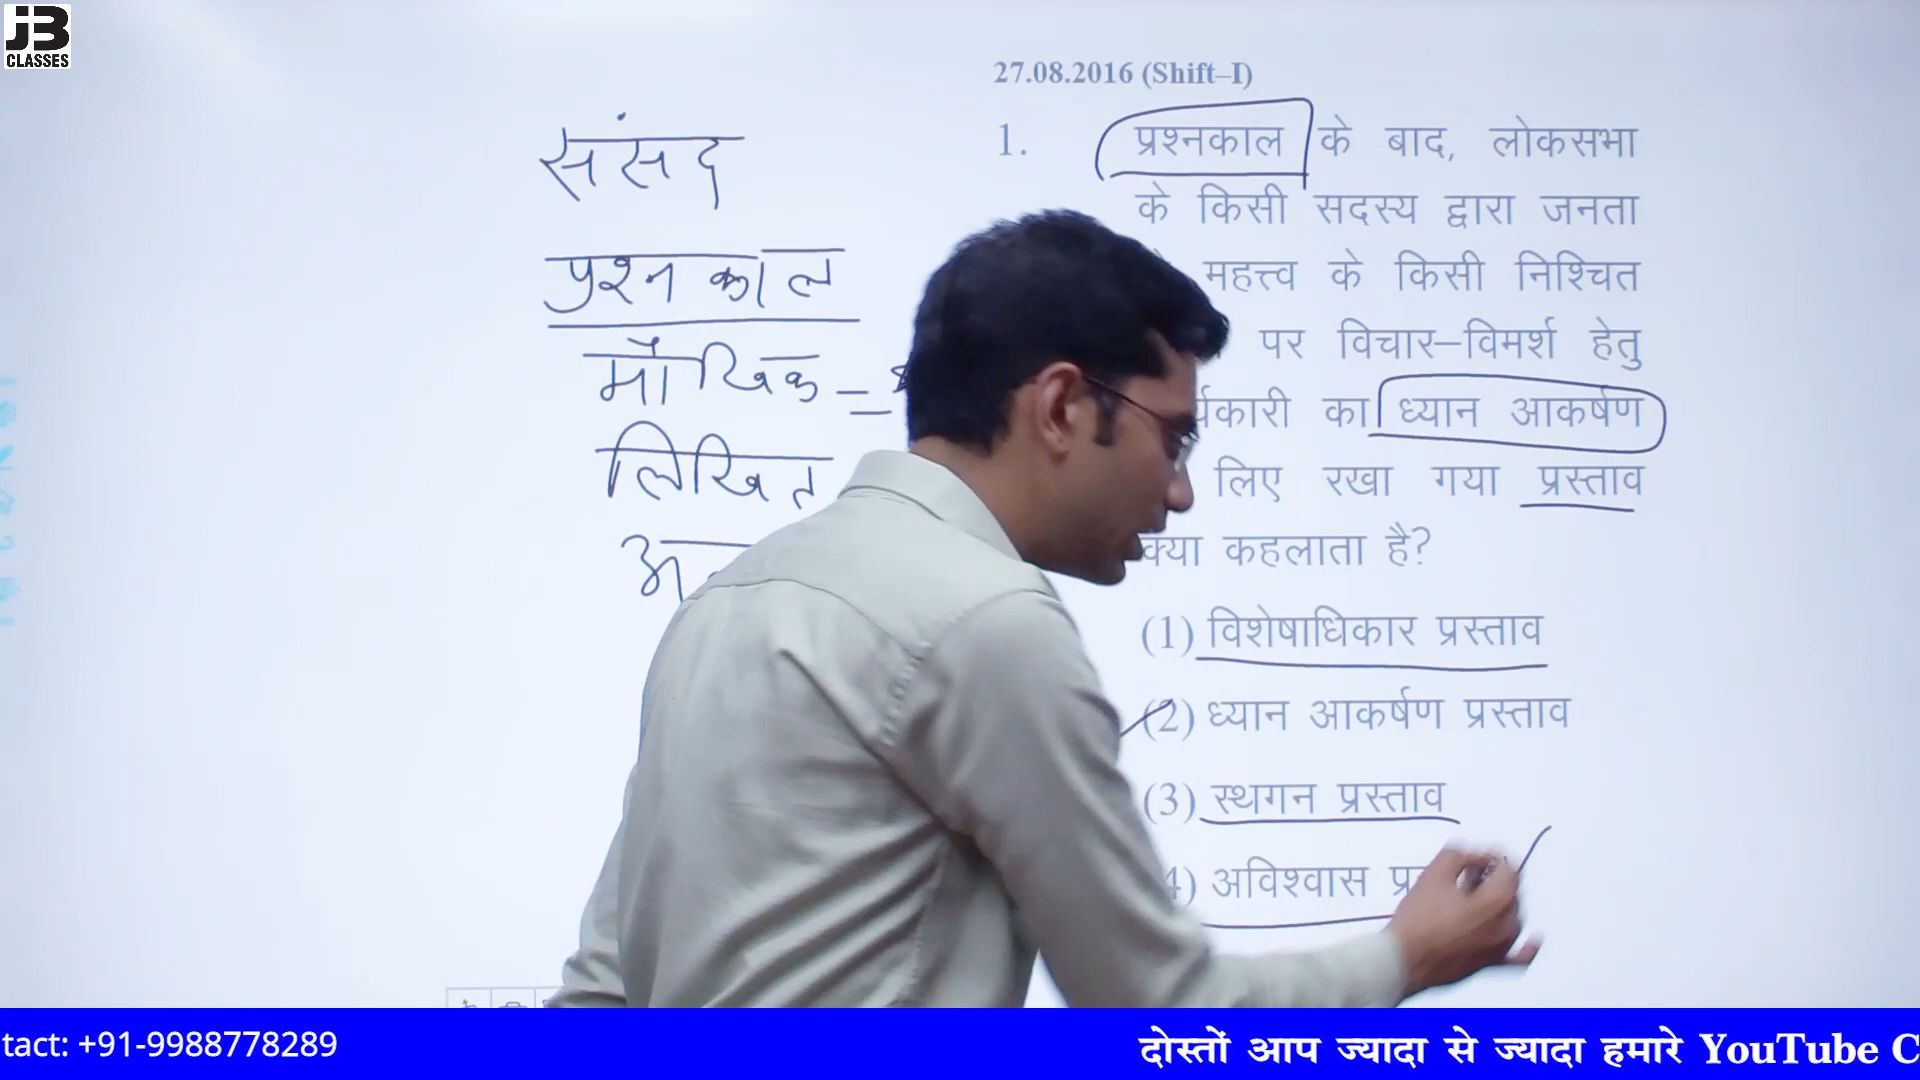 JB
CLASSES
27.08.2016 (Shift–I)
संसद
प्रश्न काल
मौखिक =
लिखित
अ
1. प्रश्नकाल के बाद, लोकसभा
के किसी सदस्य द्वारा जनता
महत्त्व के किसी निश्चित
पर विचार–विमर्श हेतु
का ध्यान आकर्षण
लिए रखा गया प्रस्ताव
क्या कहलाता है?
(1) विशेषाधिकार प्रस्ताव
(2) ध्यान आकर्षण प्रस्ताव
(3) स्थगन प्रस्ताव
4) अविश्वास
tact: +91-9988778289
दोस्तों आप ज्यादा से ज्यादा हमारे YouTube C